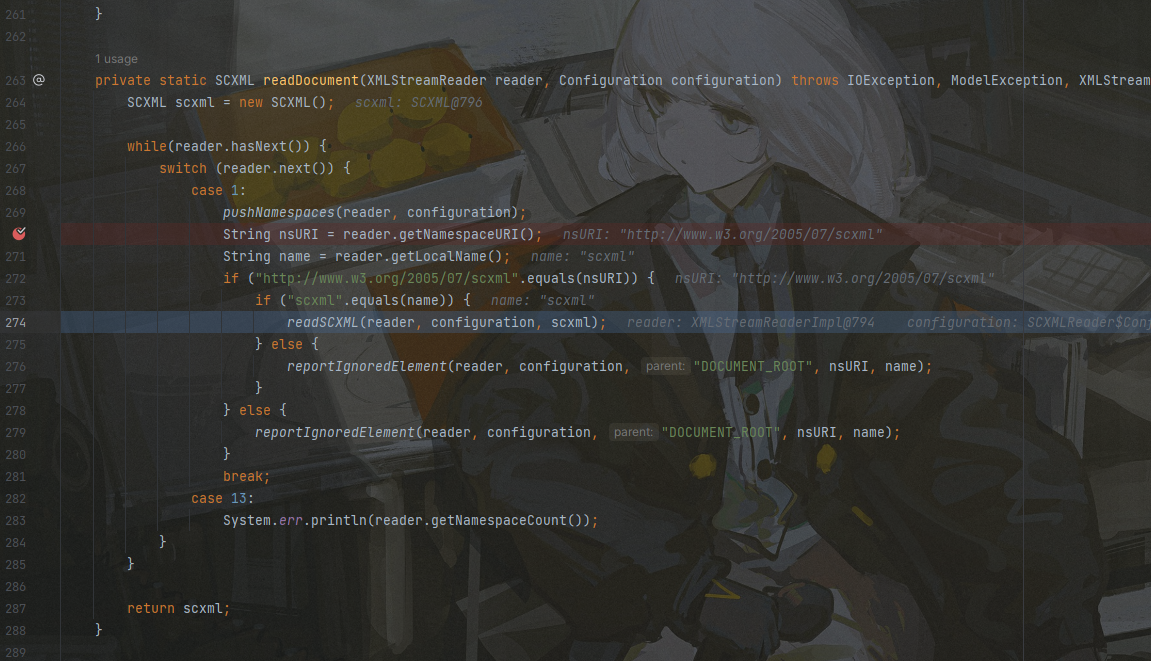 261 }
262
1 usage
263 @ private static SCXML readDocument(XMLStreamReader reader, Configuration configuration) throws IOException, ModelException, XMLStream
264 SCXML scxml = new SCXML(); scxml: SCXML@796
265
266 while(reader.hasNext()) {
267 switch (reader.next()) {
268 case 1:
269 pushNamespaces(reader, configuration);
String nsURI = reader.getNamespaceURI(); nsURI: "http://www.w3.org/2005/07/scxml"
271 String name = reader.getLocalName(); name: "scxml"
272 if ("http://www.w3.org/2005/07/scxml".equals(nsURI)) { nsURI: "http://www.w3.org/2005/07/scxml"
273 if ("scxml".equals(name)) { name: "scxml"
274 readSCXML(reader, configuration, scxml); reader: XMLStreamReaderImpl@794 configuration: SCXMLReader$Conf
275 } else {
276 reportIgnoredElement(reader, configuration, parent: "DOCUMENT_ROOT", nsURI, name);
277 }
278 } else {
279 reportIgnoredElement(reader, configuration, parent: "DOCUMENT_ROOT", nsURI, name);
280 }
281 break;
282 case 13:
283 System.err.println(reader.getNamespaceCount());
284 }
285 }
286
287 return scxml;
288 }
289